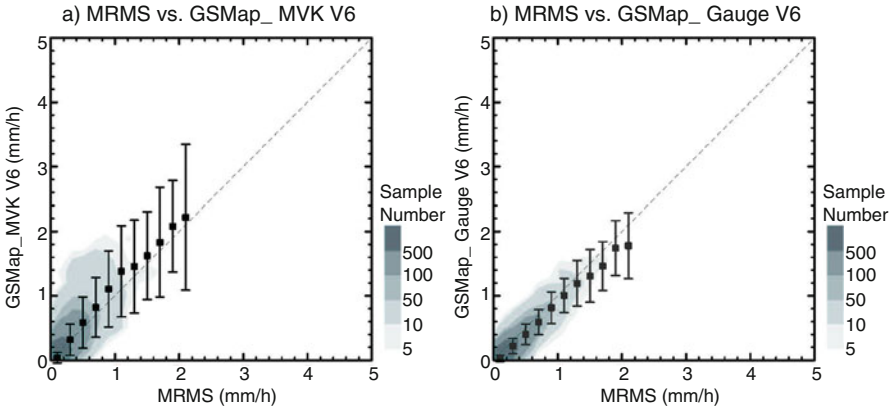 a) MRMS vs. GSMap_ MVK V6
5
4
3
2
1
0
GSMap_MVK V6 (mm/h)
0 1 2 3 4 5
MRMS (mm/h)
Sample
Number
500
100
50
10
5
b) MRMS vs. GSMap_ Gauge V6
5
4
3
2
1
0
GSMap_ Gauge V6 (mm/h)
0 1 2 3 4 5
MRMS (mm/h)
Sample
Number
500
100
50
10
5